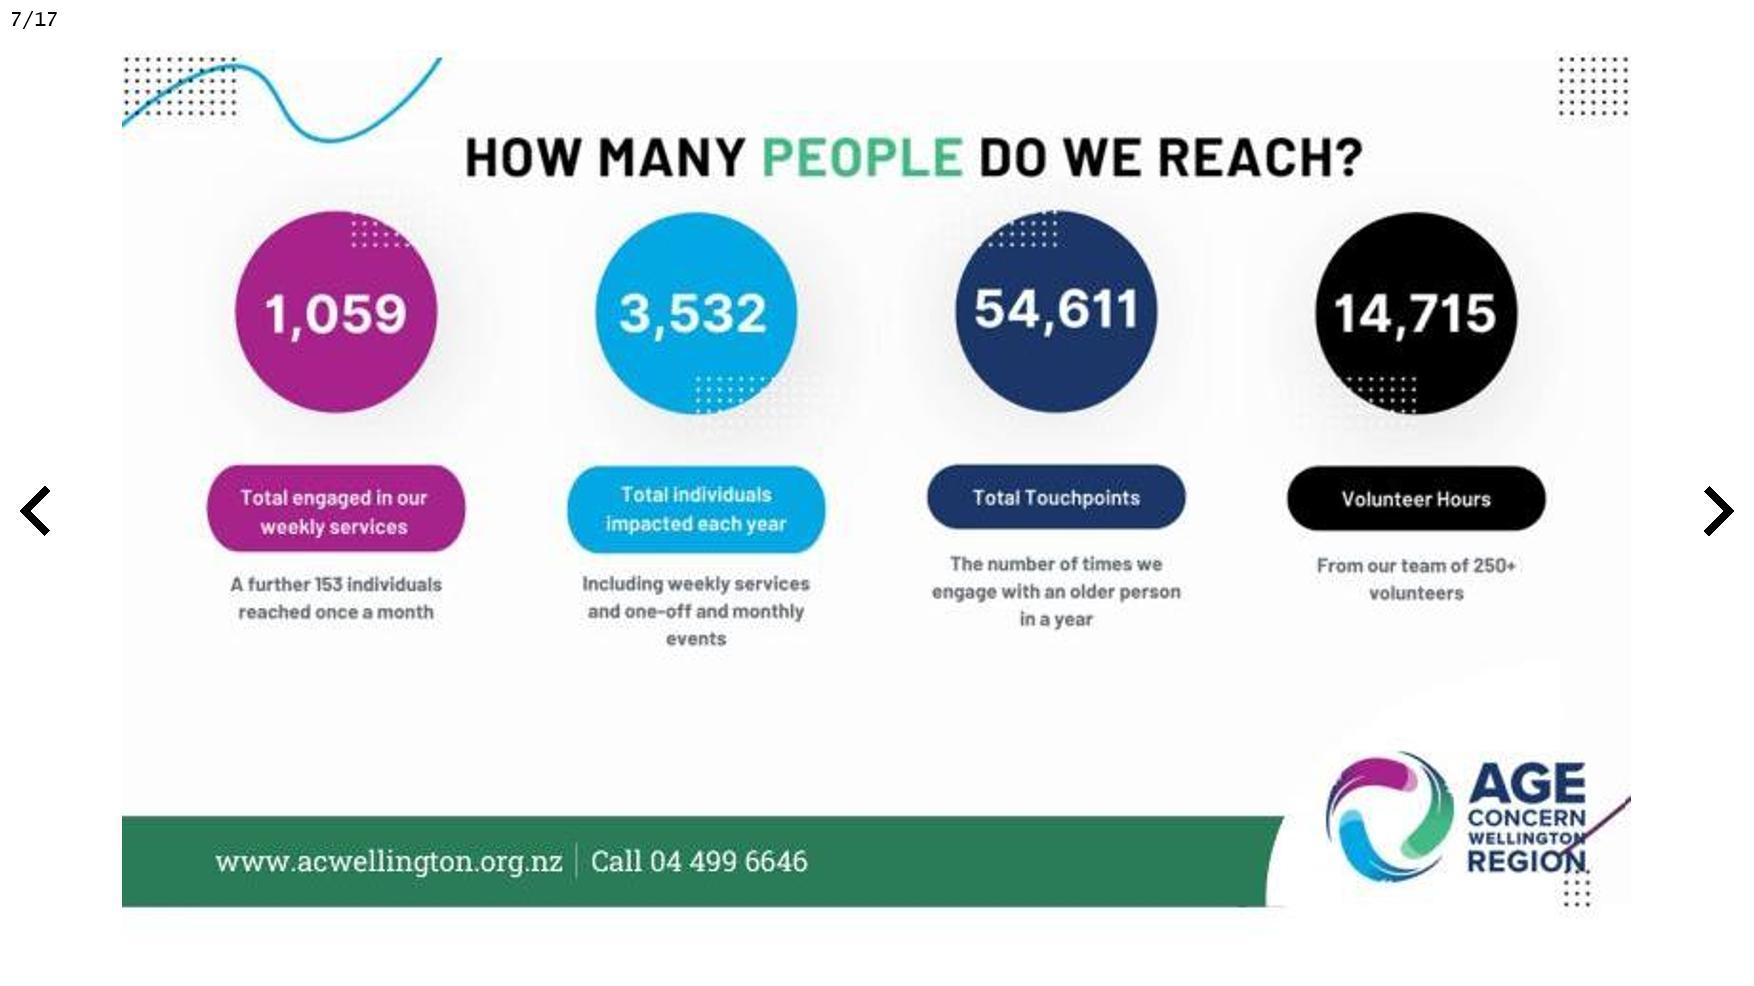 7/17
HOW MANY PEOPLE DO WE REACH?
1,059
Total engaged in our
weekly services
A further 153 individuals
reached once a month
3,532
Total individuals
impacted each year
Including weekly services
and one-off and monthly
events
54,611
Total Touchpoints
The number of times we
engage with an older person
in a year
14,715
Volunteer Hours
From our team of 250+
volunteers
www.acwellington.org.nz | Call 04 499 6646
AGE
CONCERN
WELLINGTON
REGION